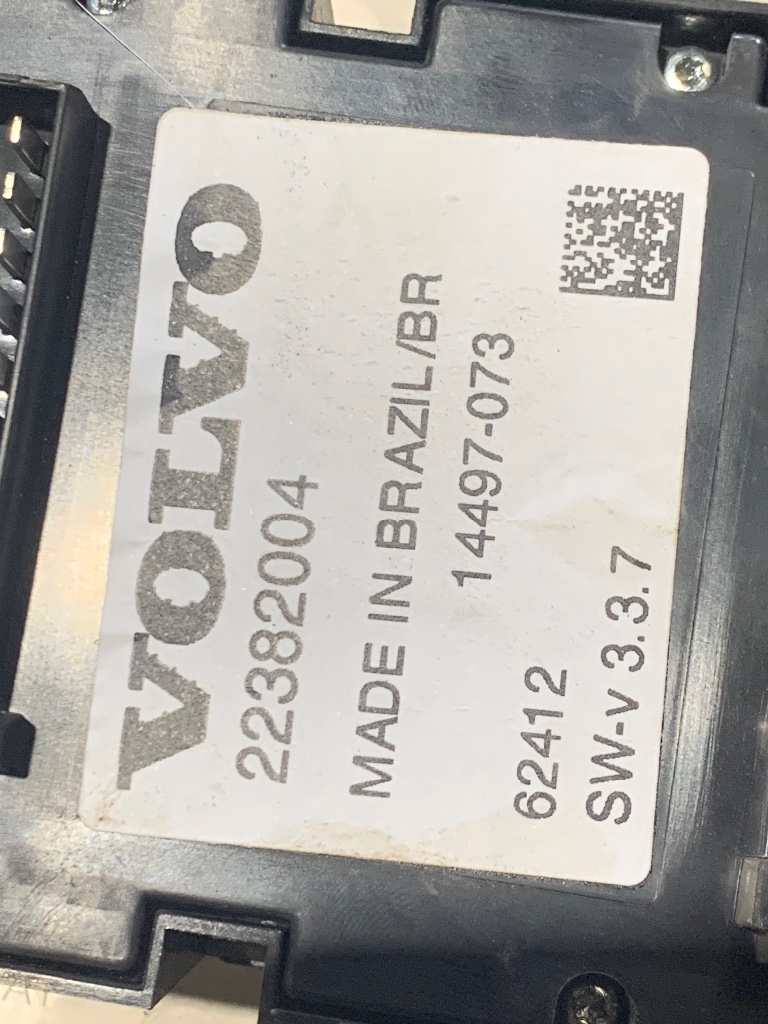 VOLVO
22382004
MADE IN BRAZIL/BR
14497-073
62412
SW-v 3.3.7